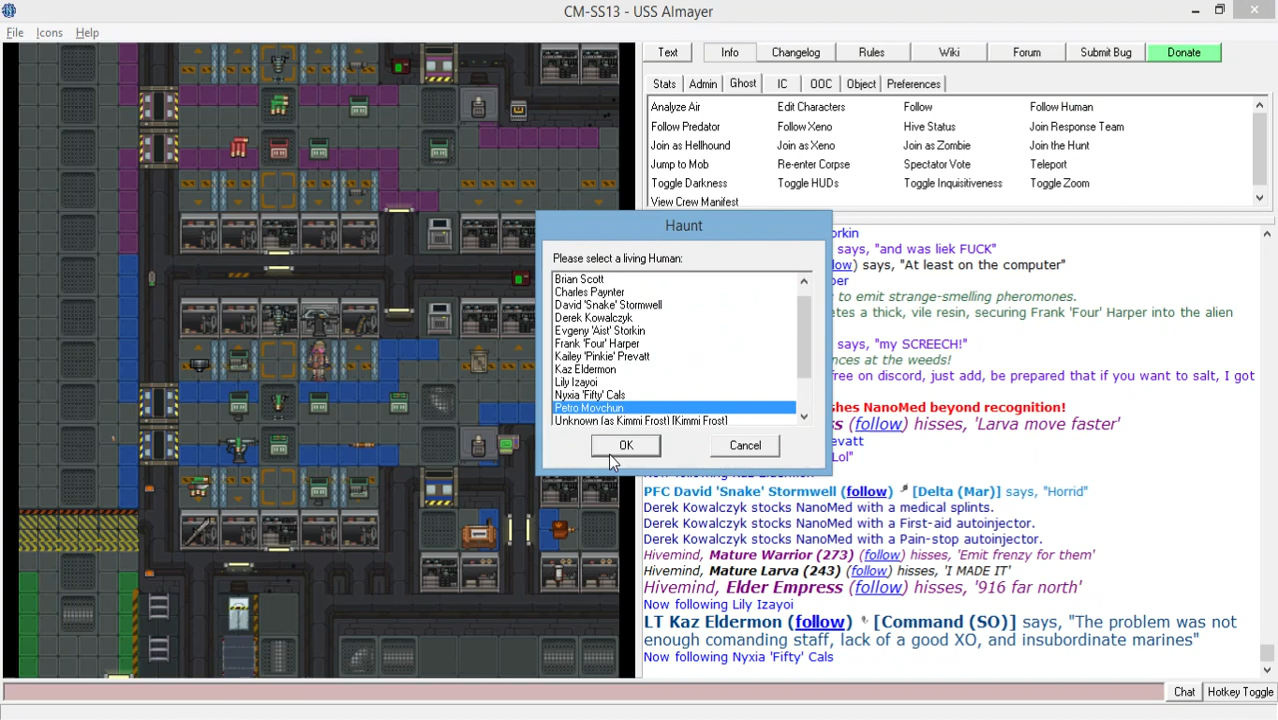 CM-SS13 - USS Almayer
File Icons Help
Text Info Changelog Rules Wiki Forum Submit Bug Donate
Stats Admin Ghost IC OOC Object Preferences
Analyze Air Edit Characters Follow Follow Human
Follow Predator Follow Xeno Hive Status Join Response Team
Join as Hellhound Join as Xeno Join as Zombie Join the Hunt
Jump to Mob Re-enter Corpse Spectator Vote Teleport
Toggle Darkness Toggle HUDs Toggle Inquisitiveness Toggle Zoom
View Crew Manifest
Haunt
Please select a living Human:
Brian Scott
Charles Paynter
David 'Snake' Stormwell
Derek Kowalczyk
Evgeny 'Aist' Storkin
Frank 'Four' Harper
Kailey 'Pinkie' Prevatt
Kaz Eldermon
Lily Izayoi
Nyxia 'Fifty' Cals
Petro Movchun
Unknown (as Kimmi Frost) [Kimmi Frost]
OK Cancel
orkin
says, "and was liek FUCK"
ow) says, "At least on the computer"
per
to emit strange-smelling pheromones.
etes a thick, vile resin, securing Frank 'Four' Harper into the alien
says, "my SCREECH!"
nces at the weeds!
free on discord, just add, be prepared that if you want to salt, I got
shes NanoMed beyond recognition!
s (follow) hisses, 'Larva move faster'
evatt
Lol"
PFC David 'Snake' Stormwell (follow) [Delta (Mar)] says, "Horrid"
Derek Kowalczyk stocks NanoMed with a medical splints.
Derek Kowalczyk stocks NanoMed with a First-aid autoinjector.
Derek Kowalczyk stocks NanoMed with a Pain-stop autoinjector.
Hivemind, Mature Warrior (273) (follow) hisses, 'Emit frenzy for them'
Hivemind, Mature Larva (243) (follow) hisses, 'I MADE IT'
Hivemind, Elder Empress (follow) hisses, '916 far north'
Now following Lily Izayoi
LT Kaz Eldermon (follow) [Command (SO)] says, "The problem was not
enough comanding staff, lack of a good XO, and insubordinate marines"
Now following Nyxia 'Fifty' Cals
Chat Hotkey Toggle